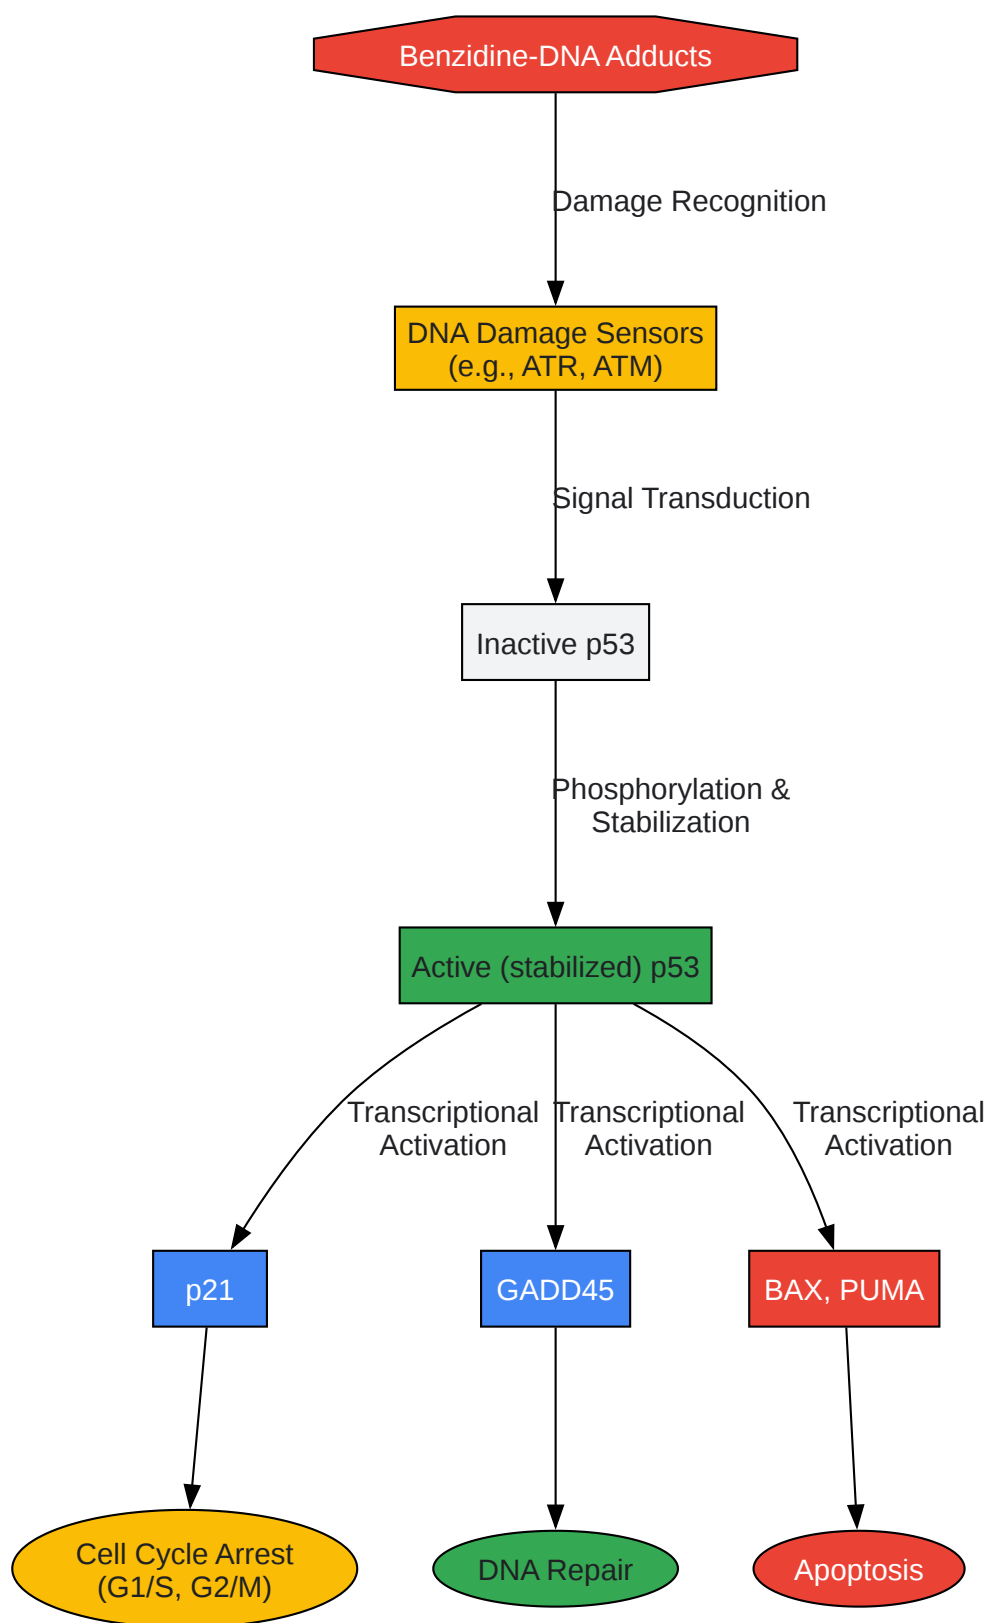 Benzidine-DNA Adducts
Damage Recognition
DNA Damage Sensors
(e.g., ATR, ATM)
Signal Transduction
Inactive p53
Phosphorylation &
Stabilization
Active (stabilized) p53
Transcriptional
Activation
Transcriptional
Activation
Transcriptional
Activation
p21
GADD45
BAX, PUMA
Cell Cycle Arrest
(G1/S, G2/M)
DNA Repair
Apoptosis